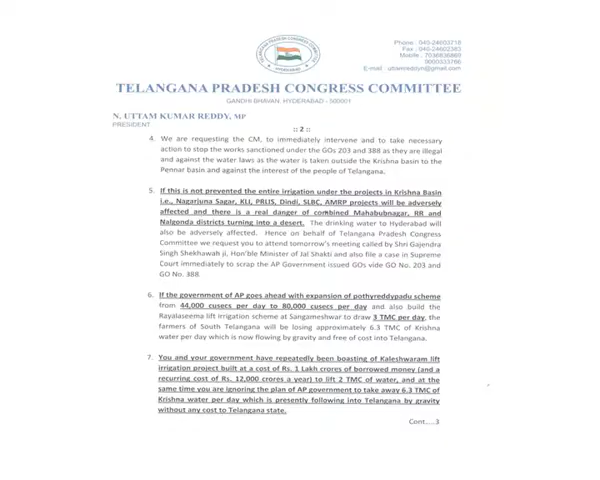 TELANGANA PRADESH CONGRESS COMMITTEE
HYDERABAD
Phone : 040-24603218
Fax : 040-24602383
Mobile : 7036836869
9000333786
E-mail : uttamreddyn@gmail.com
TELANGANA PRADESH CONGRESS COMMITTEE
GANDHI BHAVAN, HYDERABAD - 500001
N. UTTAM KUMAR REDDY, MP
PRESIDENT
:: 2 ::
4. We are requesting the CM, to immediately intervene and to take necessary
action to stop the works sanctioned under the GOs 203 and 388 as they are illegal
and against the water laws as the water is taken outside the Krishna basin to the
Pennar basin and against the interest of the people of Telangana.
5. If this is not prevented the entire irrigation under the projects in Krishna Basin
i.e., Nagarjuna Sagar, KLI, PRLIS, Dindi, SLBC, AMRP projects will be adversely
affected and there is a real danger of combined Mahabubnagar, RR and
Nalgonda districts turning into a desert. The drinking water to Hyderabad will
also be adversely affected. Hence on behalf of Telangana Pradesh Congress
Committee we request you to attend tomorrow's meeting called by Shri Gajendra
Singh Shekhawah ji, Hon'ble Minister of Jal Shakti and also file a case in Supreme
Court immediately to scrap the AP Government issued GOs vide GO No. 203 and
GO No. 388.
6. If the government of AP goes ahead with expansion of pothyreddypadu scheme
from 44,000 cusecs per day to 80,000 cusecs per day and also build the
Rayalaseema lift irrigation scheme at Sangameshwar to draw 3 TMC per day, the
farmers of South Telangana will be losing approximately 6.3 TMC of Krishna
water per day which is now flowing by gravity and free of cost into Telangana.
7. You and your government have repeatedly been boasting of Kaleshwaram lift
irrigation project built at a cost of Rs. 1 Lakh crores of borrowed money (and a
recurring cost of Rs. 12,000 crores a year) to lift 2 TMC of water, and at the
same time you are ignoring the plan of AP government to take away 6.3 TMC of
Krishna water per day which is presently following into Telangana by gravity
without any cost to Telangana state.
Cont....3